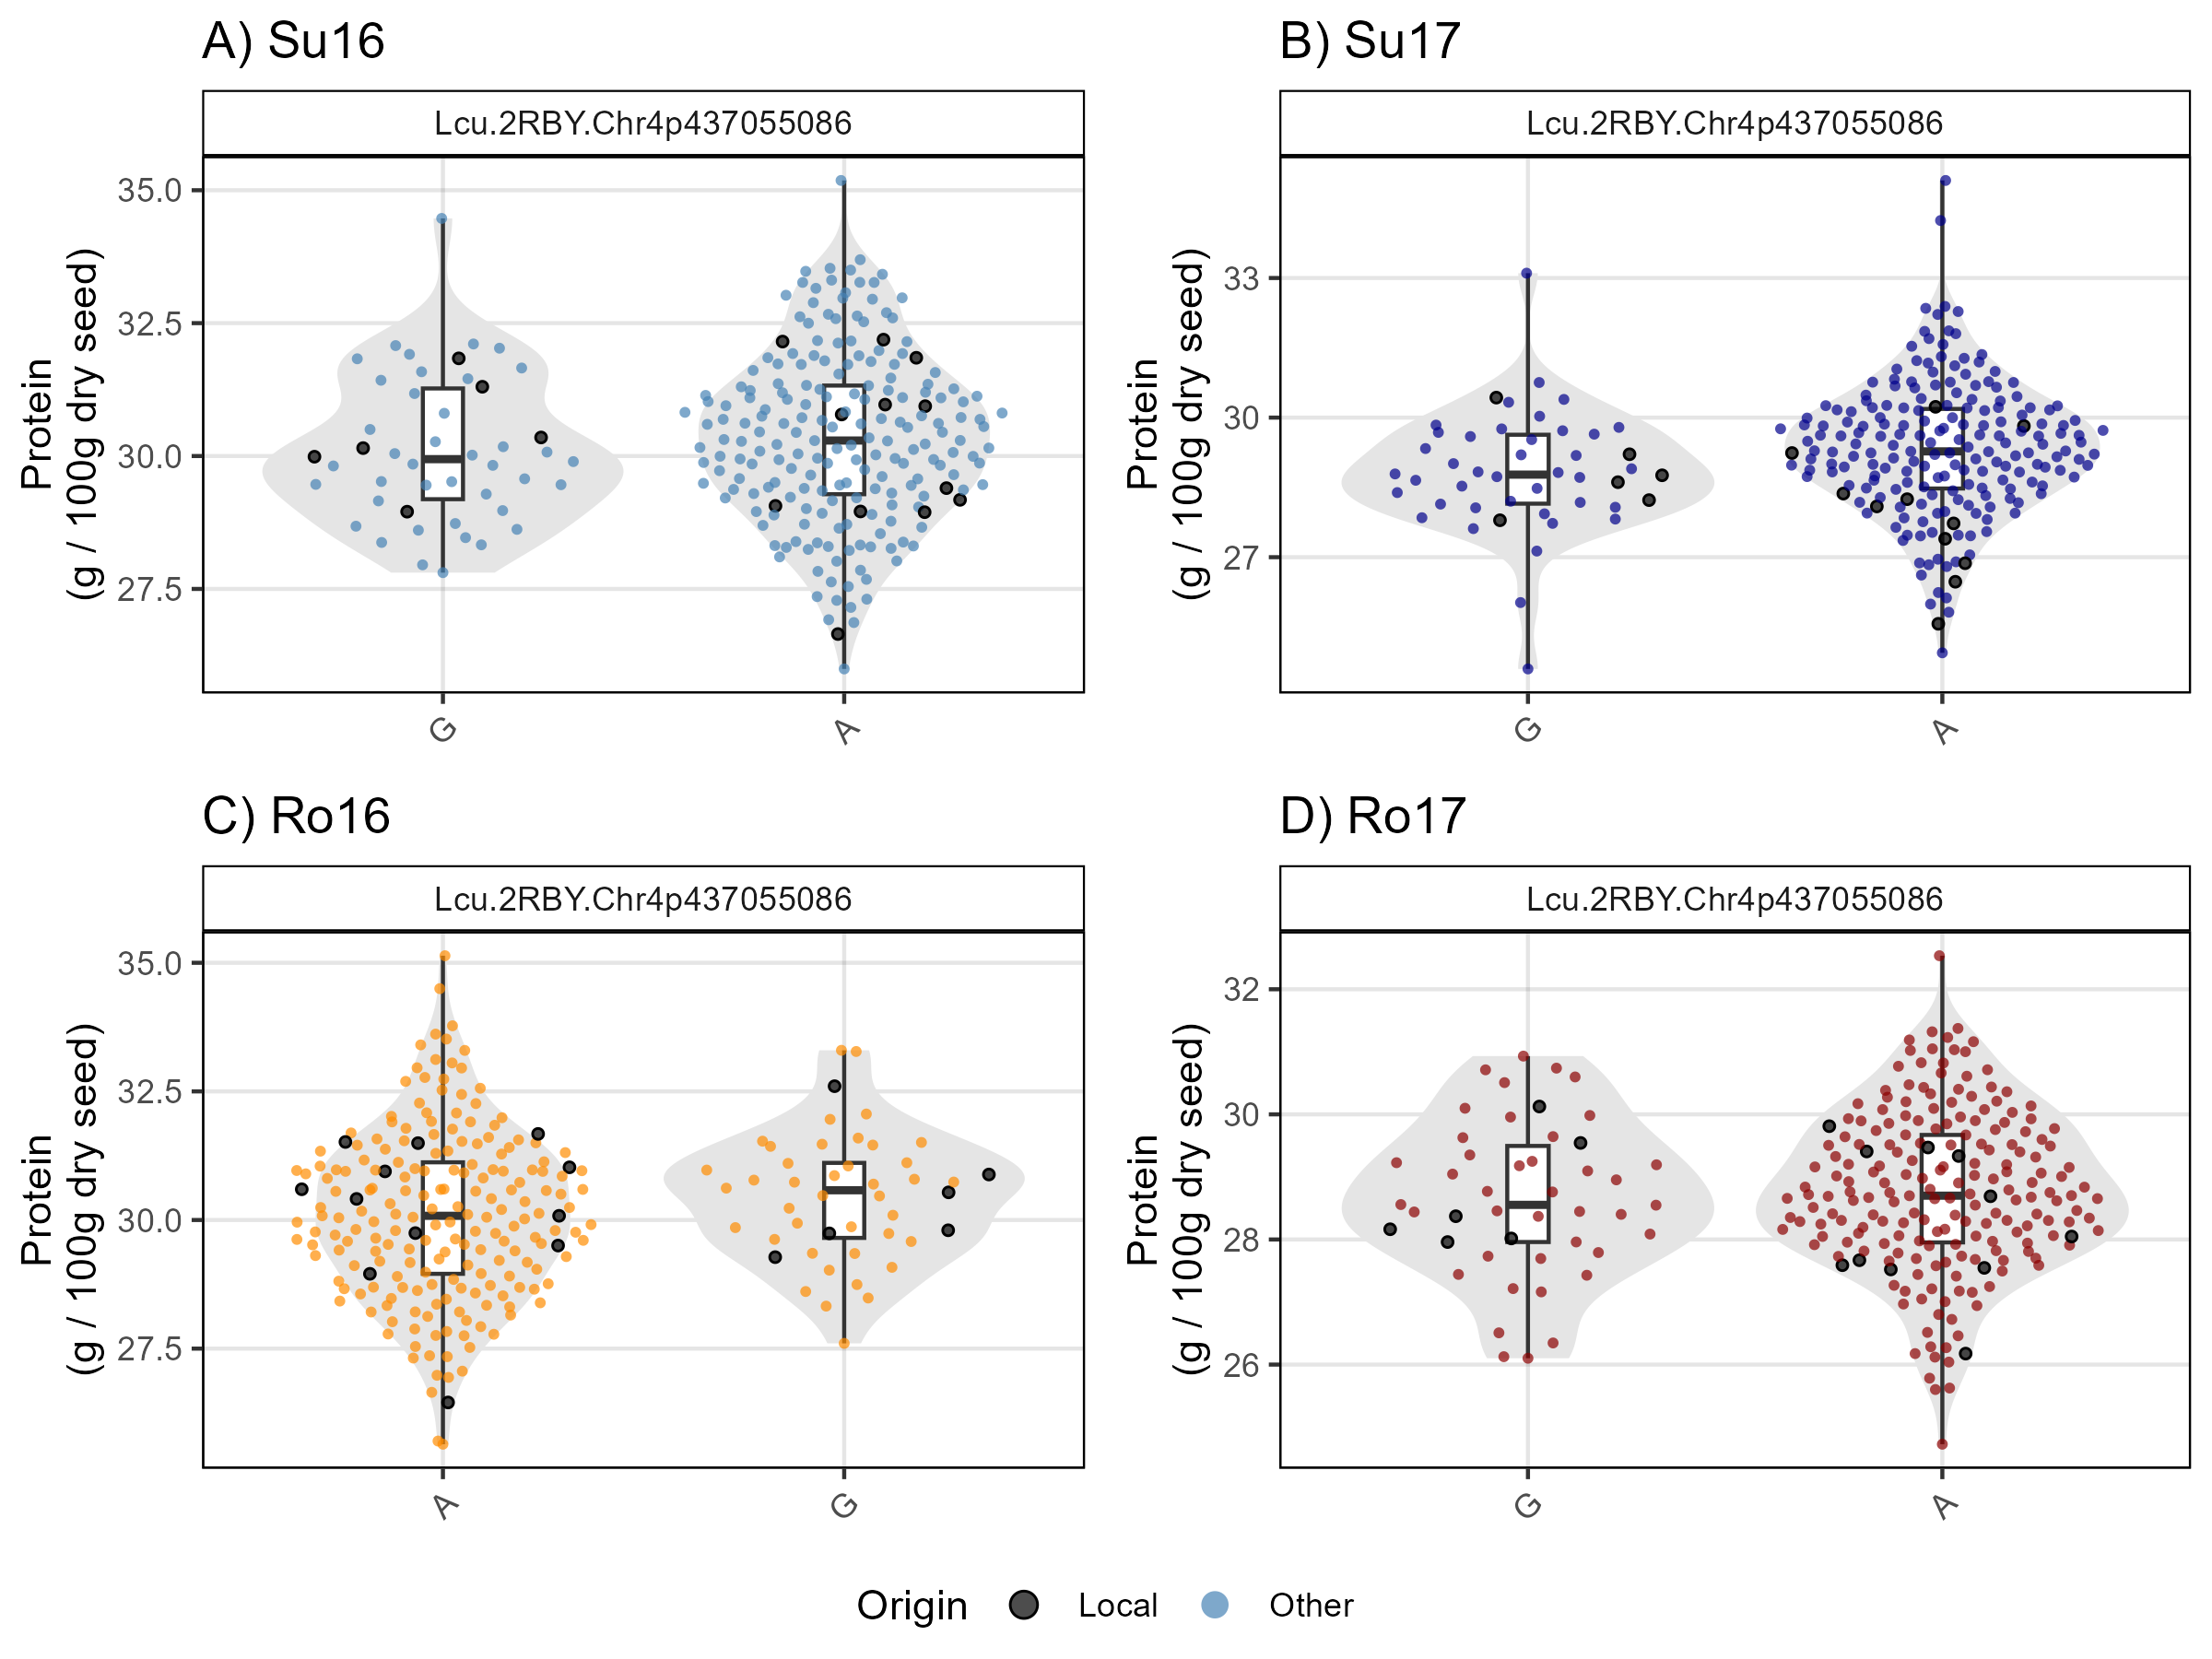 A) Su16
Lcu.2RBY.Chr4p437055086
Protein
(g / 100g dry seed)
35.0
32.5
30.0
27.5
G
A
B) Su17
Lcu.2RBY.Chr4p437055086
Protein
(g / 100g dry seed)
33
30
27
G
A
C) Ro16
Lcu.2RBY.Chr4p437055086
Protein
(g / 100g dry seed)
35.0
32.5
30.0
27.5
A
G
D) Ro17
Lcu.2RBY.Chr4p437055086
Protein
(g / 100g dry seed)
32
30
28
26
G
A
Origin Local Other